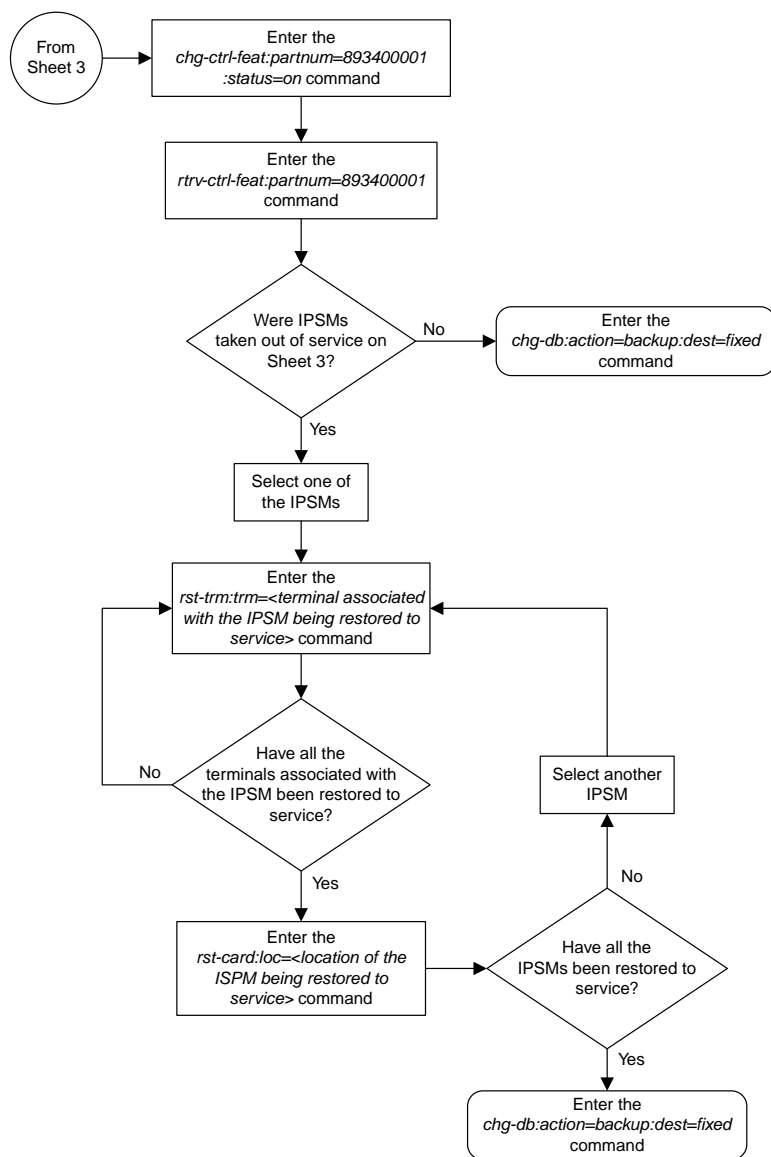 From
Sheet 3
Enter the
chg-ctrl-feat:partnum=893400001
:status=on command
Enter the
rtrv-ctrl-feat:partnum=893400001
command
Were IPSMs
taken out of service on
Sheet 3?
No
Enter the
chg-db:action=backup:dest=fixed
command
Yes
Select one of
the IPSMs
Enter the
rst-trm:trm=<terminal associated
with the IPSM being restored to
service> command
Have all the
terminals associated with
the IPSM been restored to
service?
No
Yes
Select another
IPSM
No
Enter the
rst-card:loc=<location of the
ISPM being restored to
service> command
Have all the
IPSMs been restored to
service?
Yes
Enter the
chg-db:action=backup:dest=fixed
command